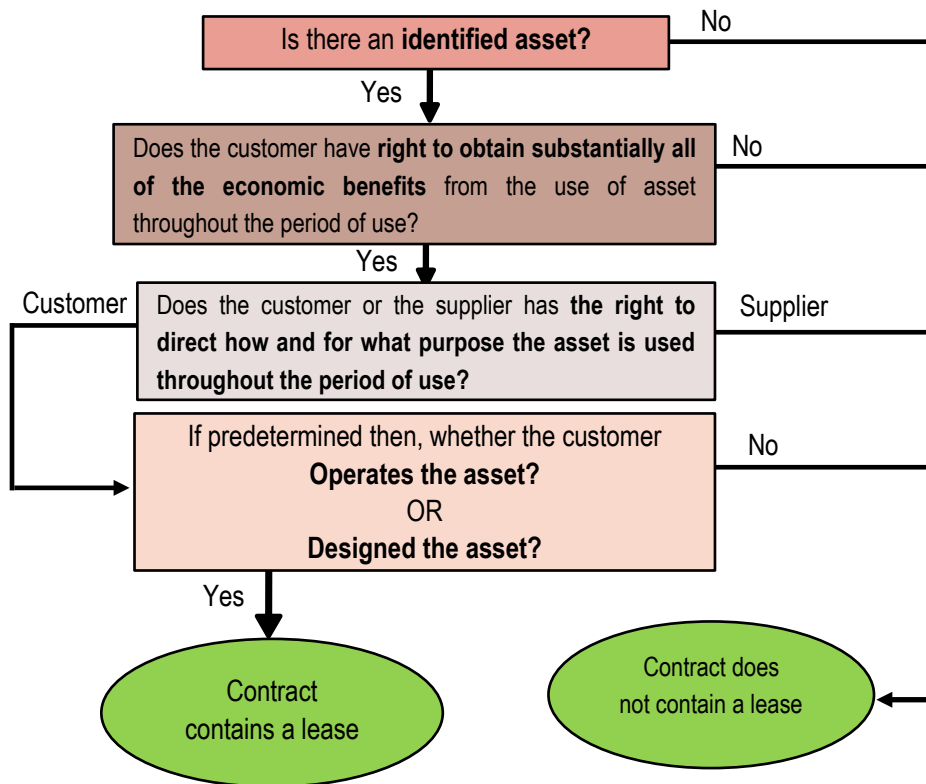 Is there an identified asset?
No
Yes
Does the customer have right to obtain substantially all
of the economic benefits from the use of asset
throughout the period of use?
No
Yes
Customer
Does the customer or the supplier has the right to
direct how and for what purpose the asset is used
throughout the period of use?
Supplier
If predetermined then, whether the customer
Operates the asset?
OR
Designed the asset?
No
Yes
Contract
contains a lease
Contract does
not contain a lease